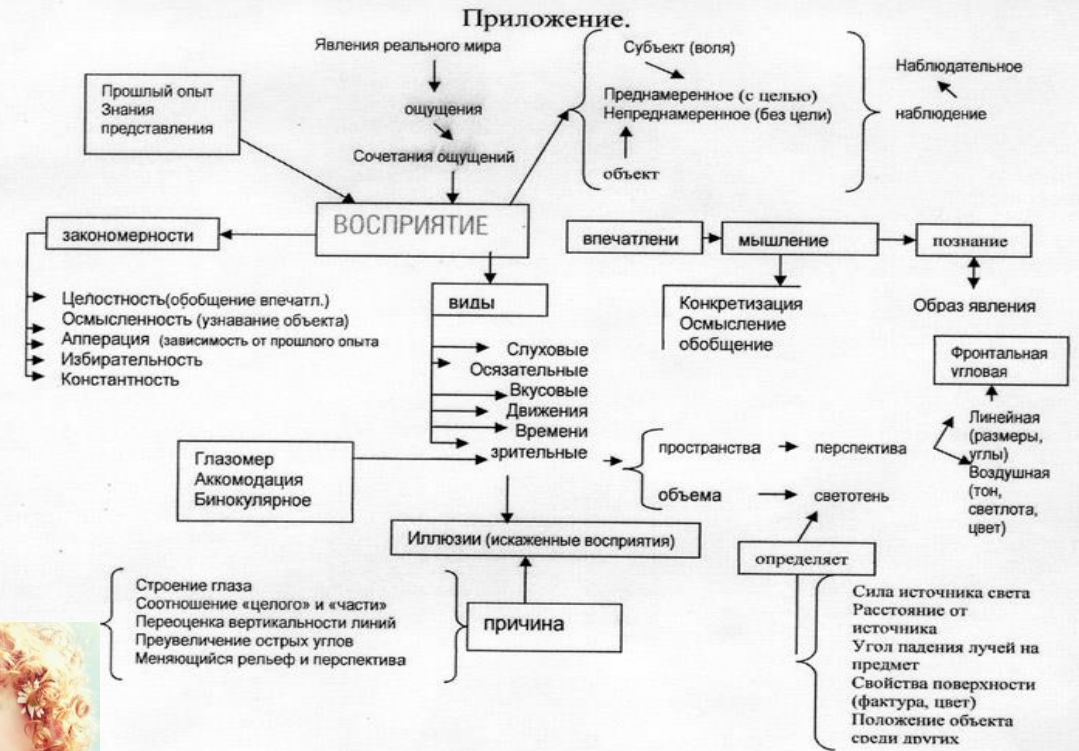 Приложение.
Явления реального мира
ощущения
Сочетания ощущений
Прошлый опыт
Знания
представления
Субъект (воля)
Преднамеренное (с целью)
Непреднамеренное (без цели)
объект
Наблюдательное
наблюдение
ВОСПРИЯТИЕ
закономерности
Целостность(обобщение впечатл.)
Осмысленность (узнавание объекта)
Апперация (зависимость от прошлого опыта
Избирательность
Константность
впечатлени
мышление
познание
Конкретизация
Осмысление
обобщение
Образ явления
виды
Слуховые
Осязательные
Вкусовые
Движения
Времени
зрительные
Глазомер
Аккомодация
Бинокулярное
пространства
перспектива
объема
светотень
Фронтальная
угловая
Линейная
(размеры,
углы)
Воздушная
(тон,
светлота,
цвет)
Иллюзии (искаженные восприятия)
причина
Строение глаза
Соотношение «целого» и «части»
Переоценка вертикальности линий
Преувеличение острых углов
Меняющийся рельеф и перспектива
определяет
Сила источника света
Расстояние от
источника
Угол падения лучей на
предмет
Свойства поверхности
(фактура, цвет)
Положение объекта
среди других